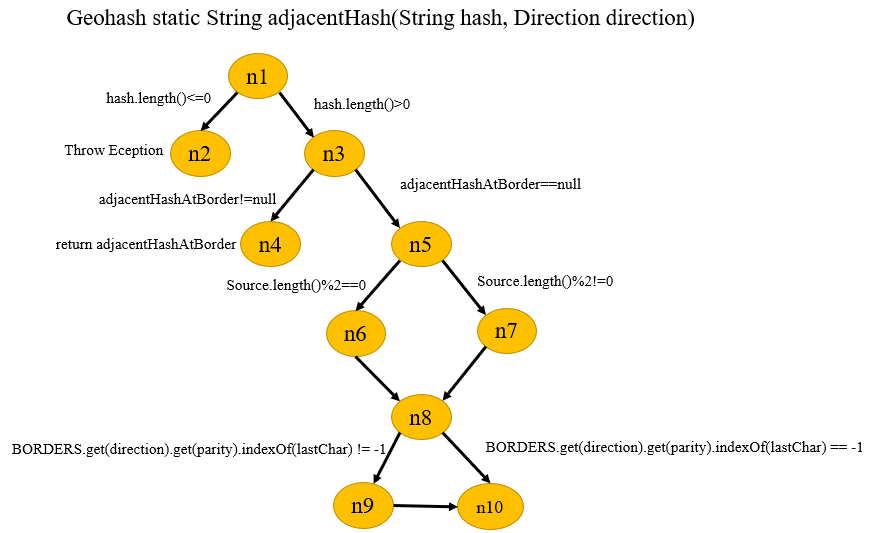 Geohash static String adjacentHash(String hash, Direction direction)
n1
hash.length()<=0
hash.length()>0
Throw Eception
n2
n3
adjacentHashAtBorder!=null
adjacentHashAtBorder==null
return adjacentHashAtBorder
n4
n5
Source.length()%2==0
Source.length()%2!=0
n6
n7
n8
BORDERS.get(direction).get(parity).indexOf(lastChar) != -1
BORDERS.get(direction).get(parity).indexOf(lastChar) == -1
n9
n10